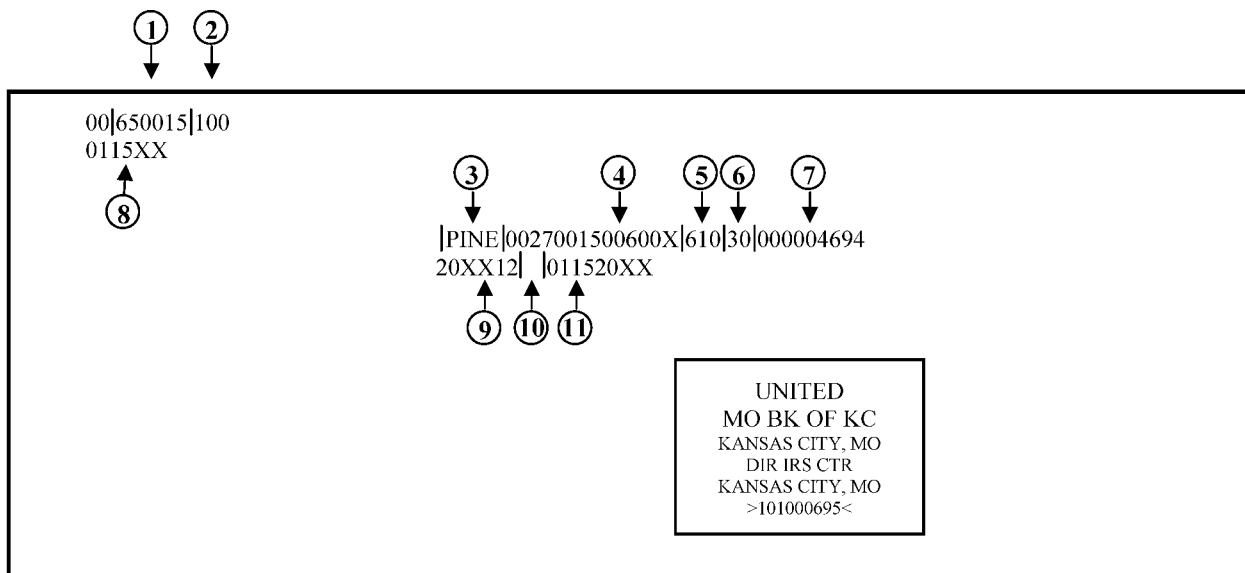 1 2
00|650015|100
0115XX
8
3 4 5 6 7
|PINE|0027001500600X|610|30|000004694
20XX12| |011520XX
9 10 11
UNITED
MO BK OF KC
KANSAS CITY, MO
DIR IRS CTR
KANSAS CITY, MO
>101000695<